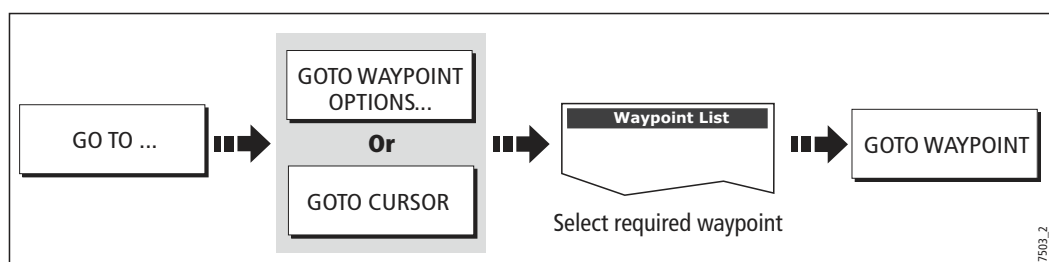 GO TO ...
GOTO WAYPOINT
OPTIONS...
Or
GOTO CURSOR
Waypoint List
Select required waypoint
GOTO WAYPOINT
7503_2